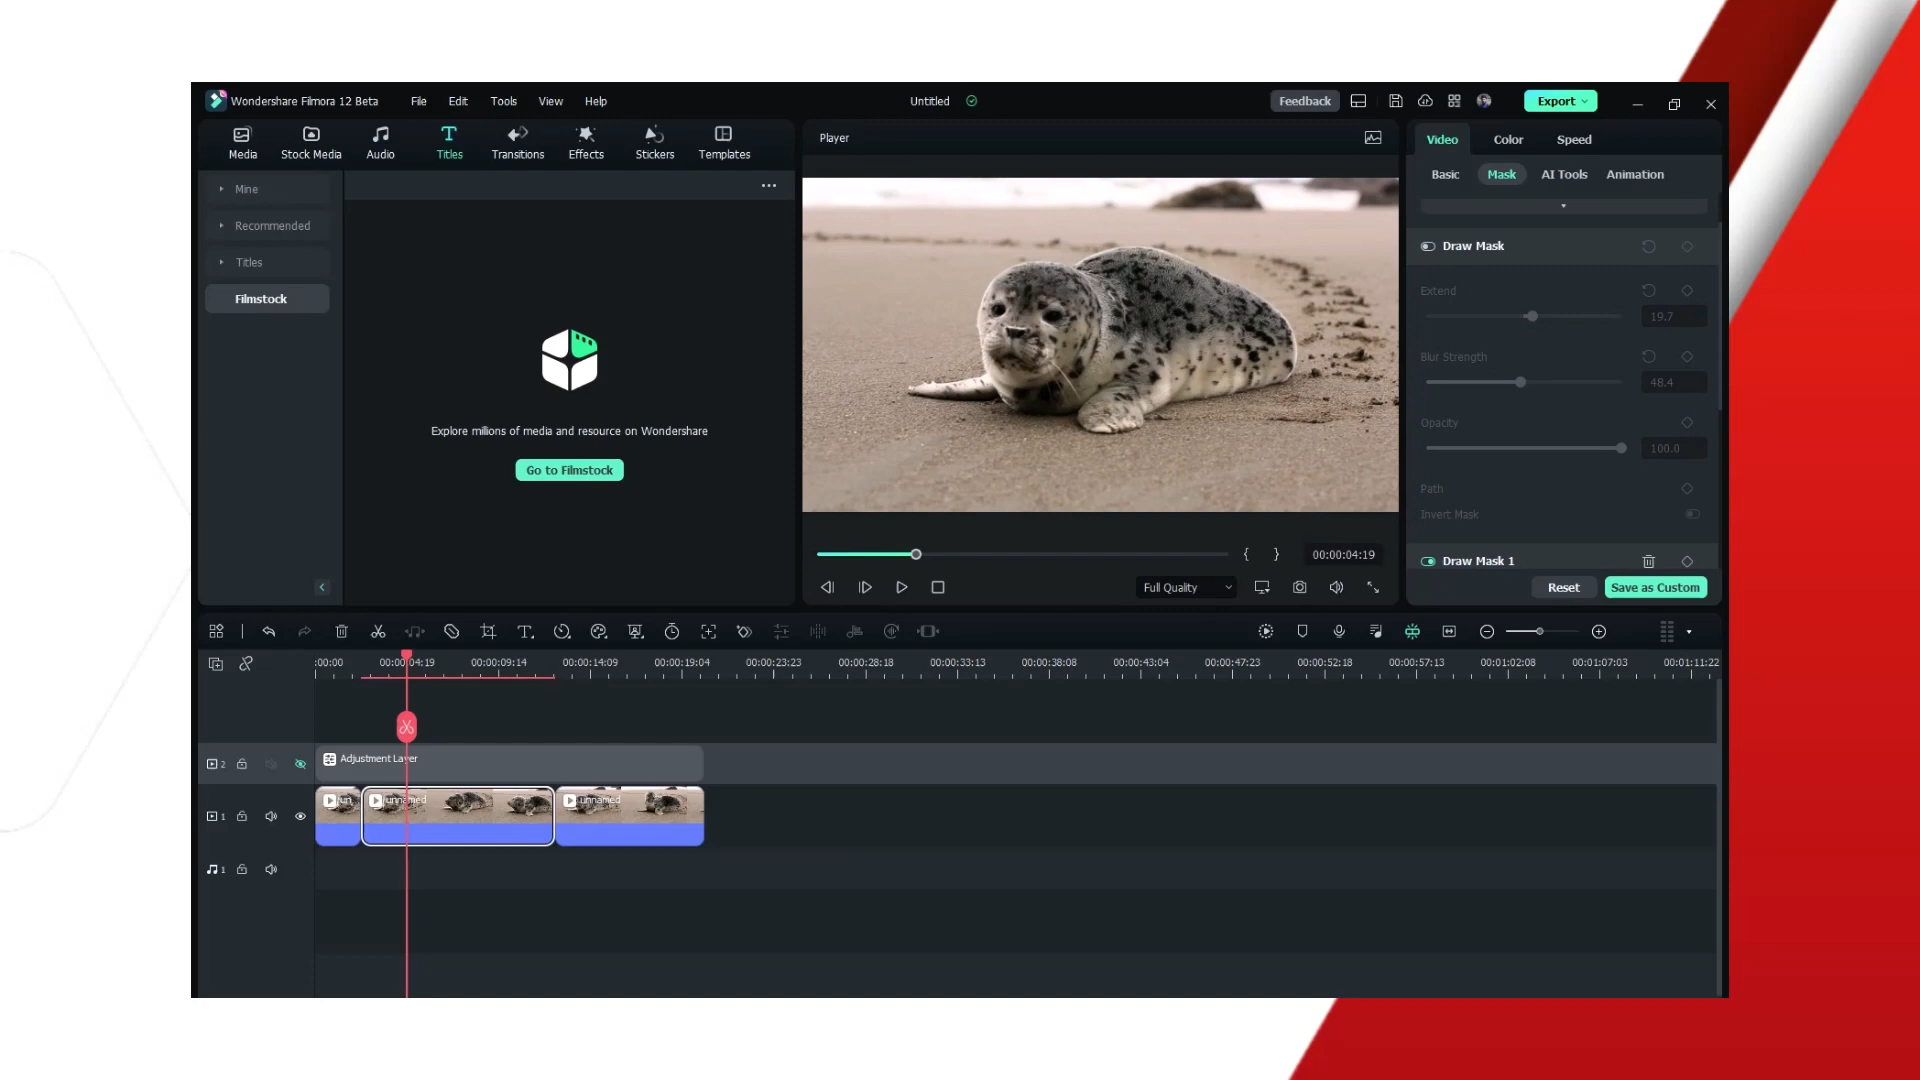 Wondershare Filmora 12 Beta File Edit Tools View Help Untitled Feedback Export
Media Stock Media Audio Titles Transitions Effects Stickers Templates
Mine
Recommended
Titles
Filmstock
Explore millions of media and resource on Wondershare
Go to Filmstock
Player
{ } 00:00:04:19
Full Quality
Video Color Speed
Basic Mask AI Tools Animation
Draw Mask
Extend
19.7
Blur Strength
48.4
Opacity
100.0
Path
Invert Mask
Draw Mask 1
Reset Save as Custom
:00:00 00:00:04:19 00:00:09:14 00:00:14:09 00:00:19:04 00:00:23:23 00:00:28:18 00:00:33:13 00:00:38:08 00:00:43:04 00:00:47:23 00:00:52:18 00:00:57:13 00:01:02:08 00:01:07:03 00:01:11:22
2 Adjustment Layer
1 un unnamed unnamed
1